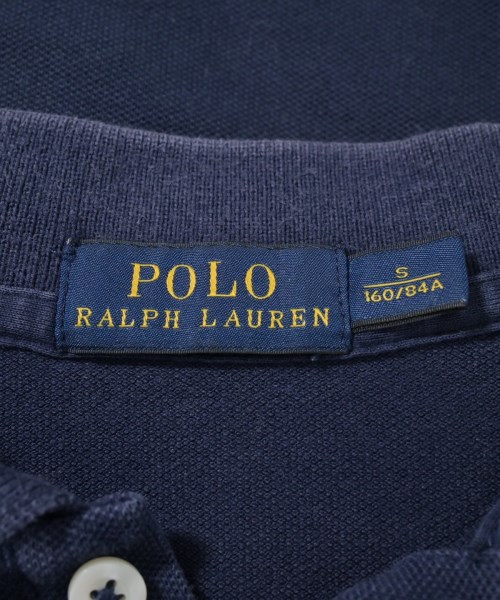 POLO
RALPH LAUREN
S
160/84A